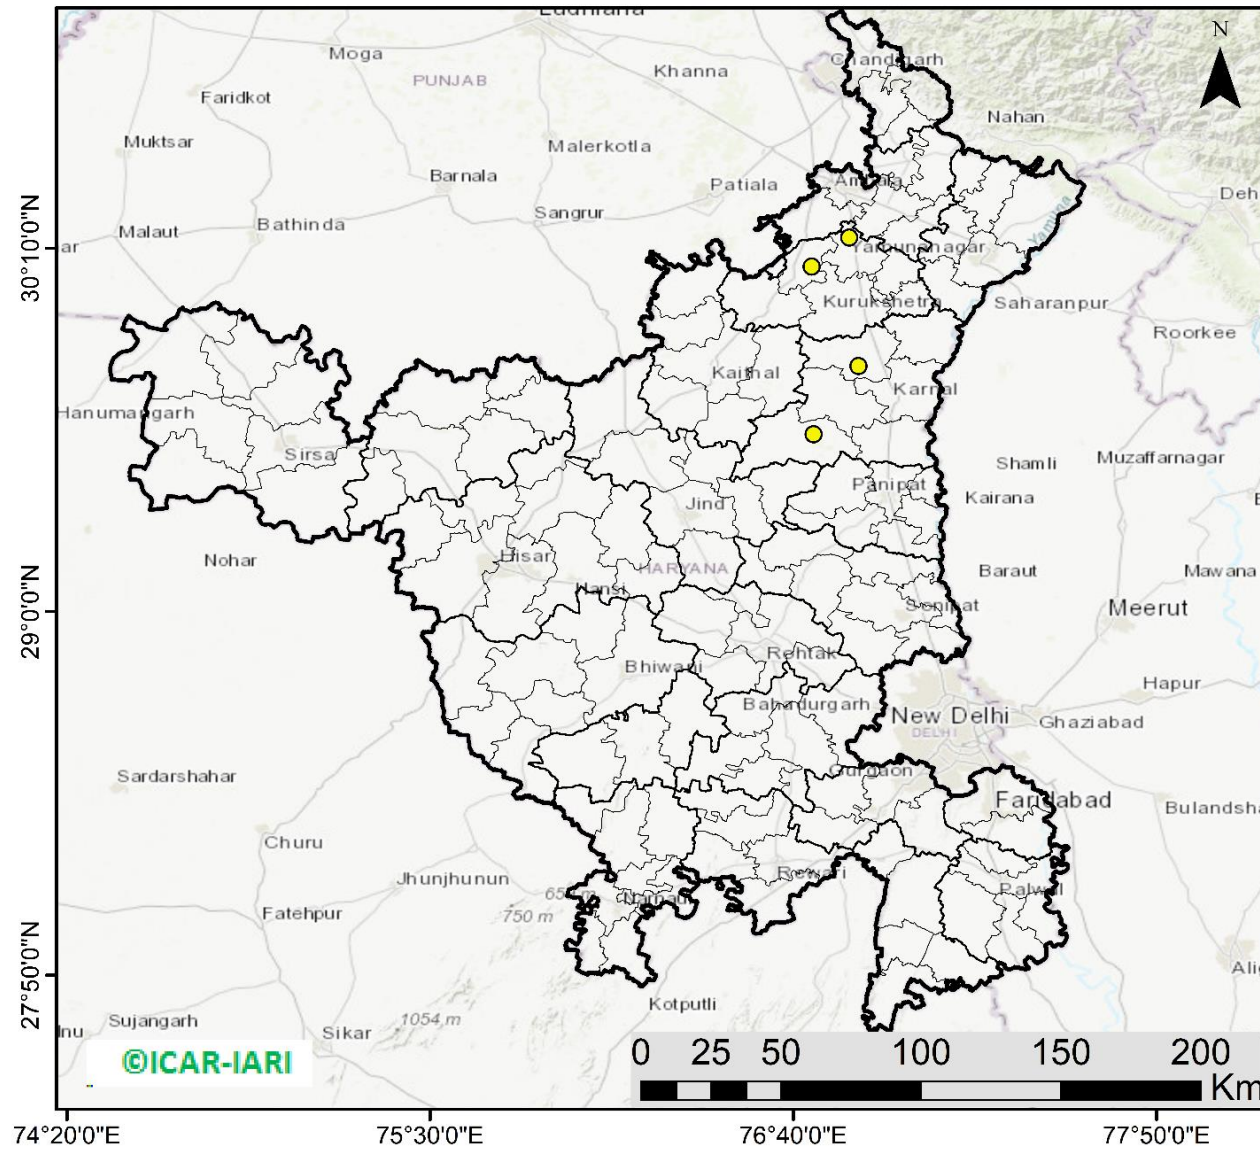 Ludhiana
N
Moga
Chandigarh
Khanna
PUNJAB
Faridkot
Nahan
Muktsar
Malerkotla
Barnala
Ambala
Patiala
Deh
Sangrur
Bathinda
Malaut
Yamuna
ar
Yamunanagar
30°10'0"N
Kurukshetra
Saharanpur
Roorkee
Kaithal
Karnal
Hanumangarh
Sirsa
Shamli
Muzaffarnagar
Panipat
Kairana
Jind
Nohar
Hisar
HARYANA
Baraut
Mawana
Hansi
Sonipat
Meerut
29°0'0"N
Rohtak
Bhiwani
Hapur
Bahadurgarh
New Delhi
Ghaziabad
DELHI
Gurgaon
Sardarshahar
Faridabad
Bulandsha
Churu
Jhunjhunun
Rewari
Palwal
Narnaul
Fatehpur
750 m
27°50'0"N
Ali
Kotputli
Sujangarh
1054 m
Sikar
nu
©ICAR-IARI
0 25 50 100 150 200
Km
74°20'0"E 75°30'0"E 76°40'0"E 77°50'0"E